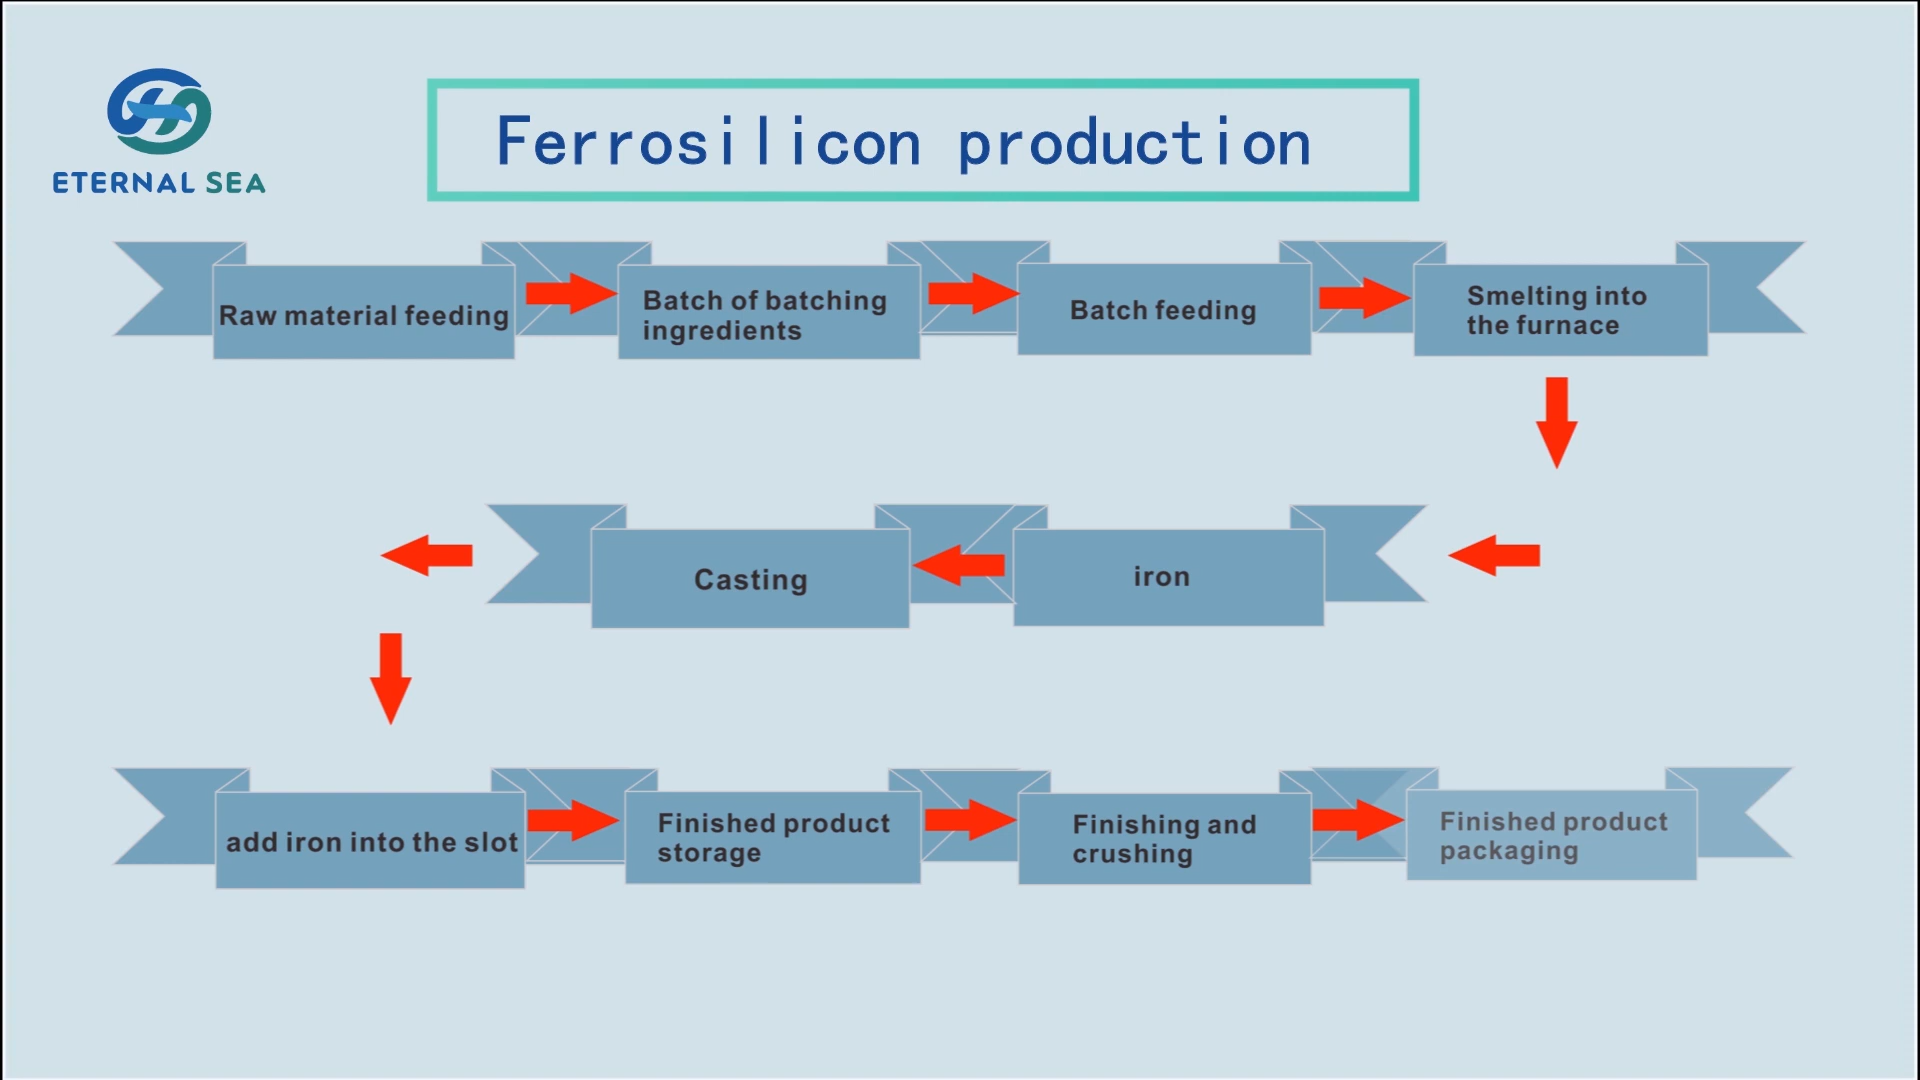 ETERNAL SEA
Ferrosilicon production
Raw material feeding
Batch of batching
ingredients
Batch feeding
Smelting into
the furnace
iron
Casting
add iron into the slot
Finished product
storage
Finishing and
crushing
Finished product
packaging